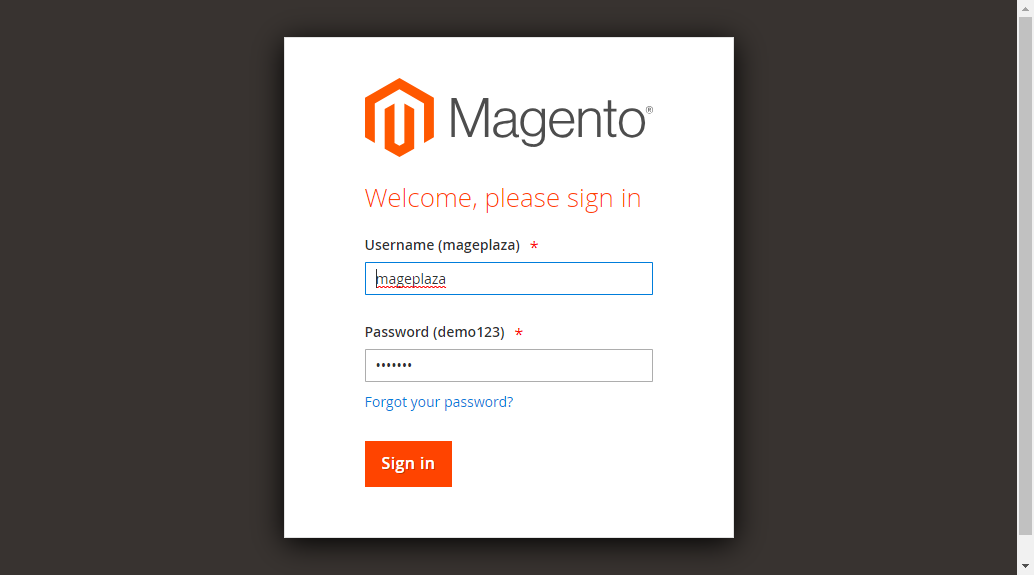 Magento®
Welcome, please sign in
Username (mageplaza) *
mageplaza
Password (demo123) *
•••••••
Forgot your password?
Sign in